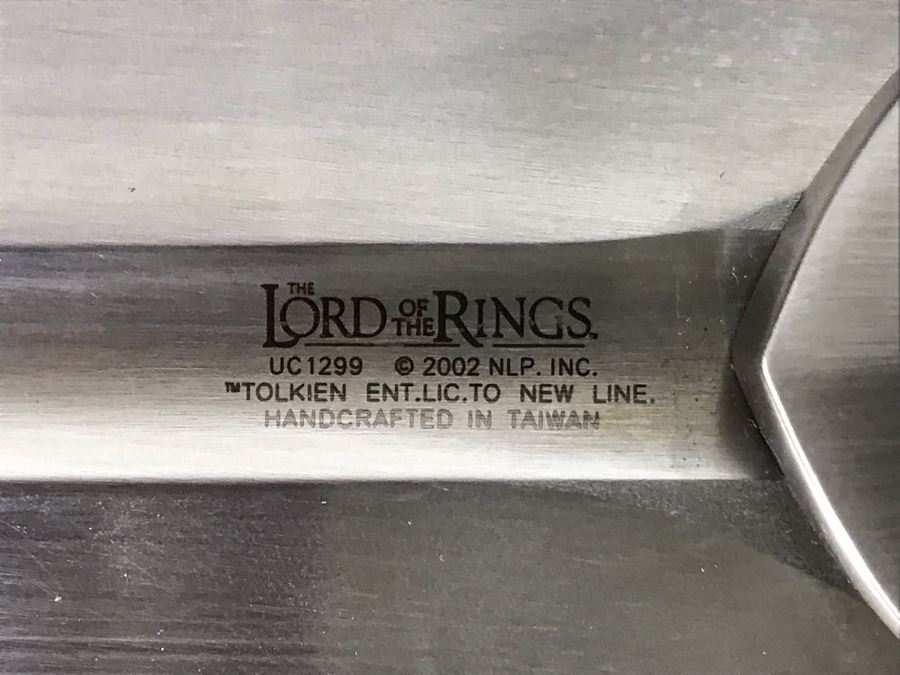 THE LORD OF THE RINGS.
UC1299 © 2002 NLP. INC.
™TOLKIEN ENT.LIC.TO NEW LINE.
HANDCRAFTED IN TAIWAN